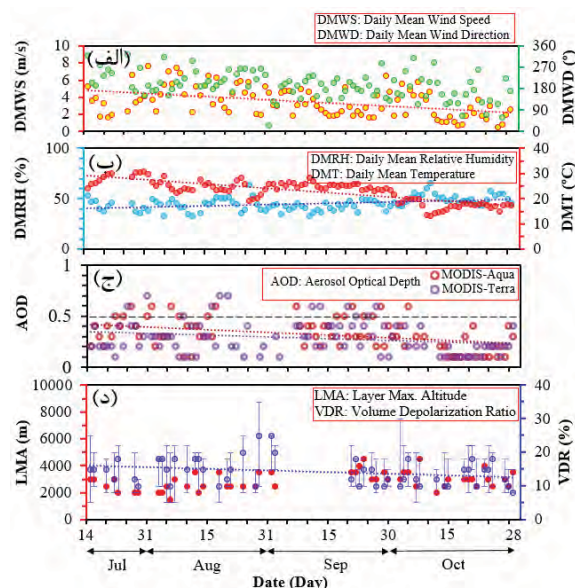 DMWS: Daily Mean Wind Speed
DMWD: Daily Mean Wind Direction
(الف)
DMWS (m/s)
10
8
6
4
2
0
360
270
180
90
0
DMWD
DMRH: Daily Mean Relative Humidity
DMT: Daily Mean Temperature
(ب)
DMRH (%)
100
50
0
40
30
20
10
0
DMT (°C)
AOD: Aerosol Optical Depth
MODIS-Aqua
MODIS-Terra
(ج)
AOD
1
0.5
0
LMA: Layer Max. Altitude
VDR: Volume Depolarization Ratio
(د)
LMA (m)
10000
8000
6000
4000
2000
0
40
30
20
10
0
VDR (%)
14 31 15 31 15 30 15 28
Jul Aug Sep Oct
Date (Day)